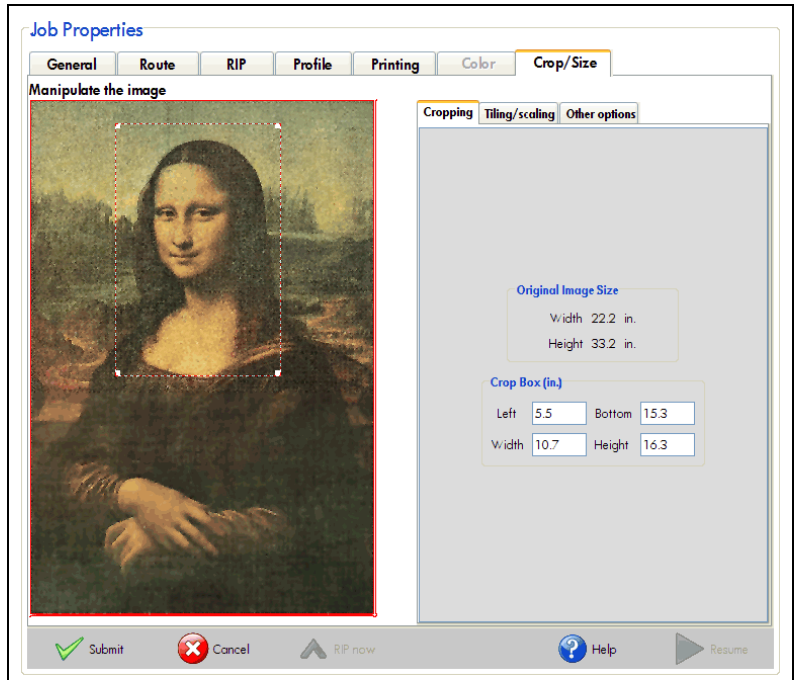 Job Properties
General Route RIP Profile Printing Color Crop/Size
Manipulate the image
Cropping Tiling/scaling Other options
Original Image Size
Width 22.2 in.
Height 33.2 in.
Crop Box (in.)
Left 5.5 Bottom 15.3
Width 10.7 Height 16.3
Submit Cancel RIP now Help Resume